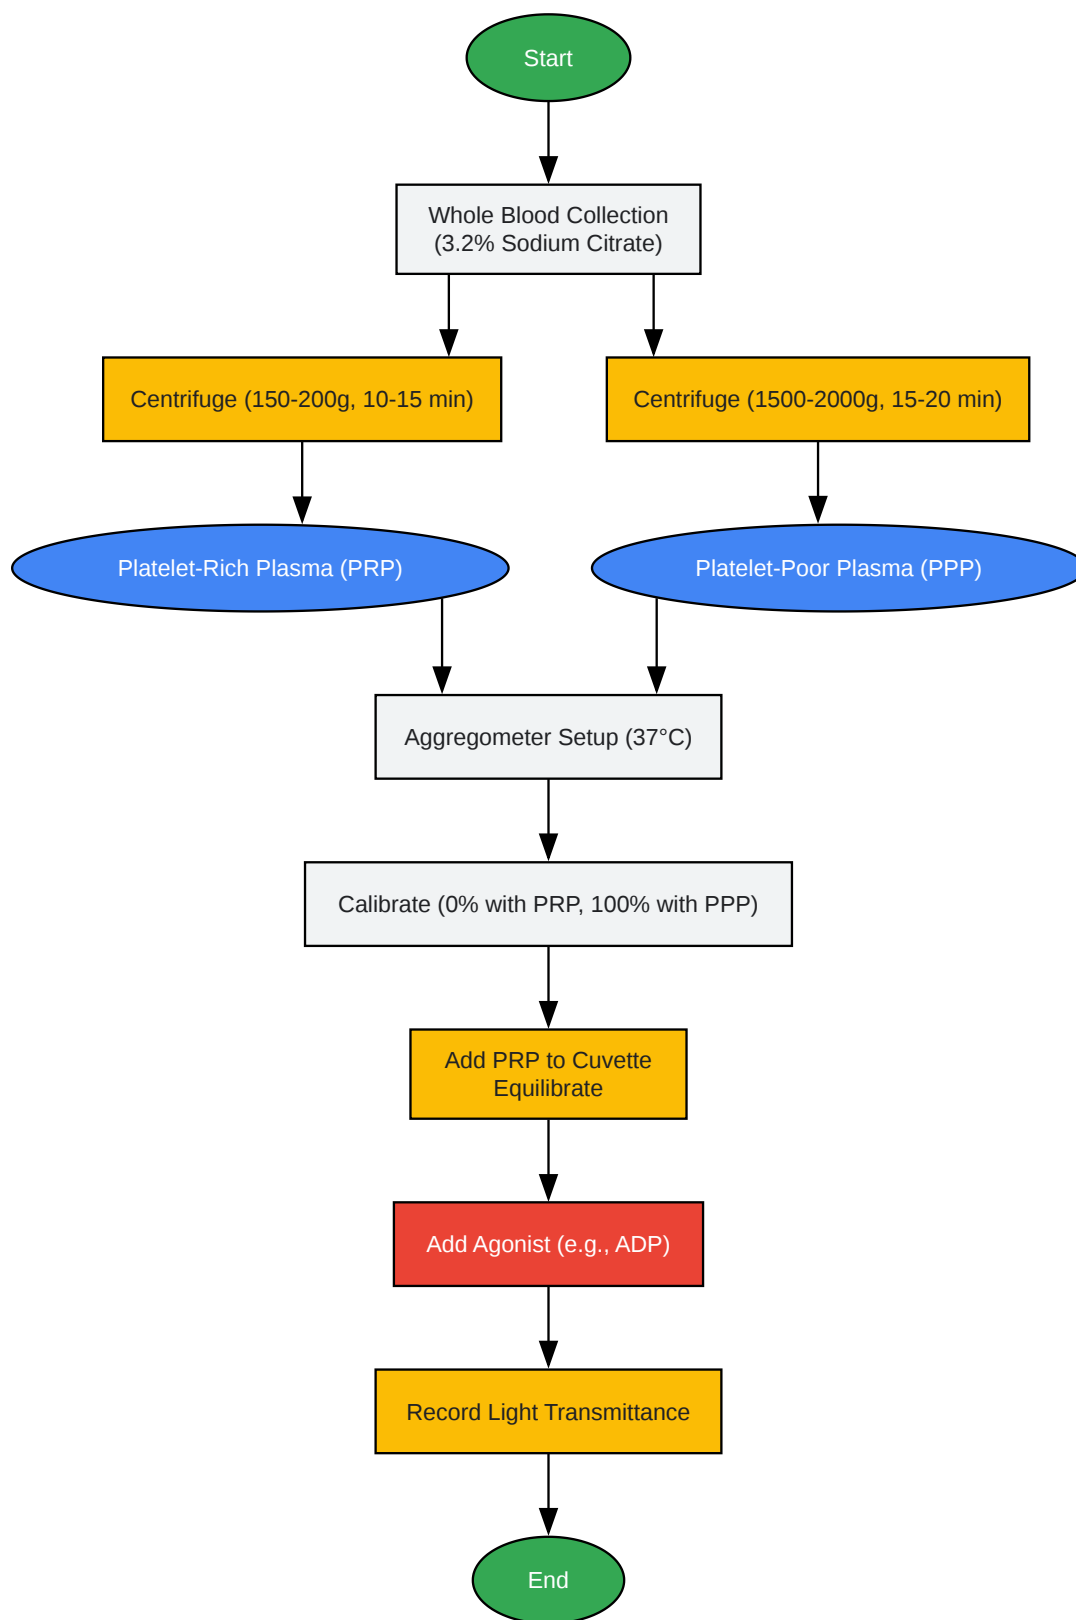 Start
Whole Blood Collection
(3.2% Sodium Citrate)
Centrifuge (150-200g, 10-15 min)
Centrifuge (1500-2000g, 15-20 min)
Platelet-Rich Plasma (PRP)
Platelet-Poor Plasma (PPP)
Aggregometer Setup (37°C)
Calibrate (0% with PRP, 100% with PPP)
Add PRP to Cuvette
Equilibrate
Add Agonist (e.g., ADP)
Record Light Transmittance
End